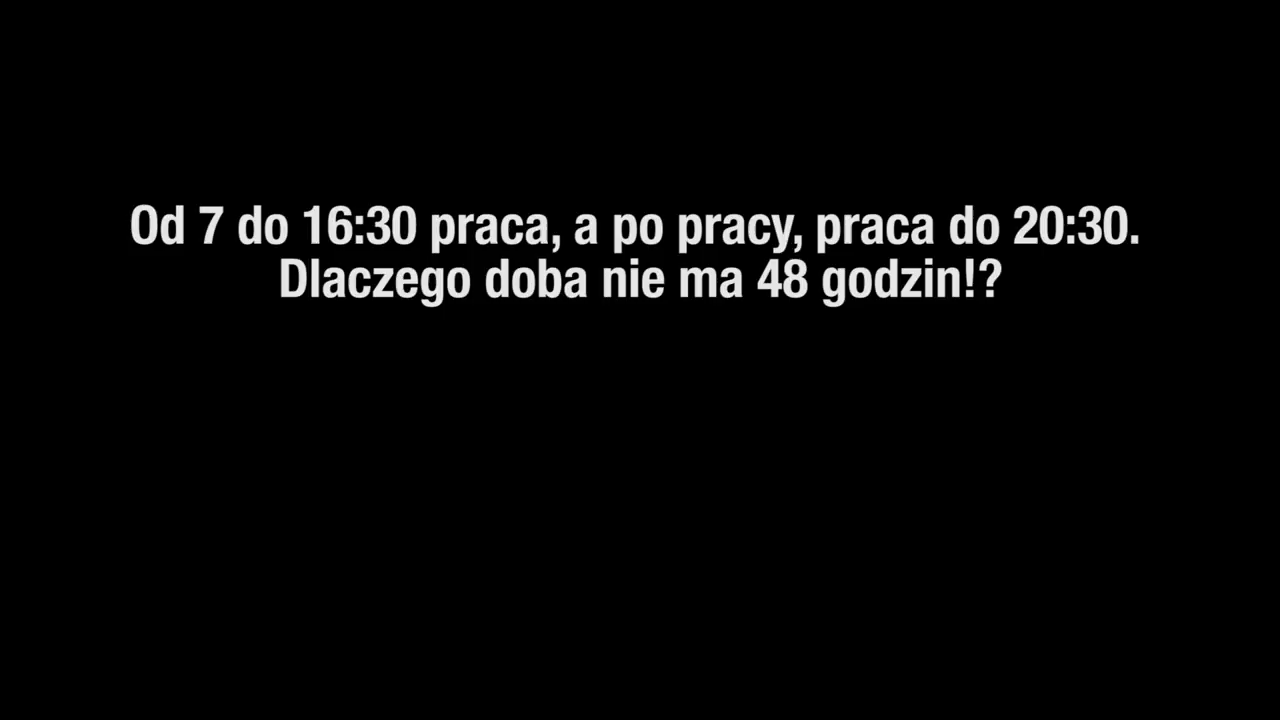 Od 7 do 16:30 praca, a po pracy, praca do 20:30.
Dlaczego doba nie ma 48 godzin!?